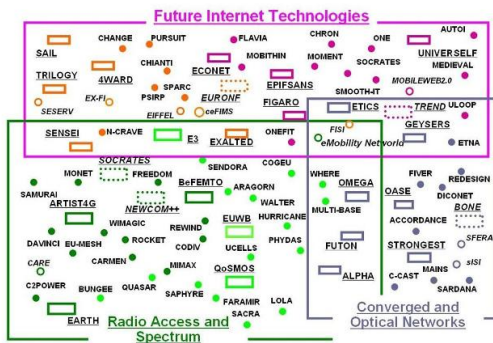 Future Internet Technologies
CHANGE PURSUIT FLAVIA CHRON ONE AUTOI
SAIL MOBITHIN MOMENT SOCRATES UNIVERSELF
CHIANTI ECONET MEDIEVAL
TRILOGY 4WARD SPARC EPIFSANS MOBILEWEB2.0
PSIRP EURONF SMOOTH-IT
SESERV EX-FI EIFFEL ceFIMS FIGARO ETICS TREND ULOOP
FISI GEYSERS
SENSEI N-CRAVE E3 EXALTED ONEFIT eMobility Networld ETNA
SOCRATES SENDORA COGEU
MONET FREEDOM BeFEMTO WHERE OMEGA FIVER REDESIGN
SAMURAI ARAGORN OASE DICONET
ARTIST4G NEWCOM++ WALTER MULTI-BASE BONE
WIMAGIC REWIND EUWB HURRICANE ACCORDANCE
DAVINCI EU-MESH ROCKET CODIV UCELLS PHYDAS FUTON STRONGEST SFERA
CARE CARMEN MIMAX QoSMOS ALPHA MAINS sISI
C2POWER BUNGEE QUASAR SAPHYRE C-CAST SARDANA
FARAMIR LOLA
EARTH Radio Access and Spectrum SACRA Converged and Optical Networks